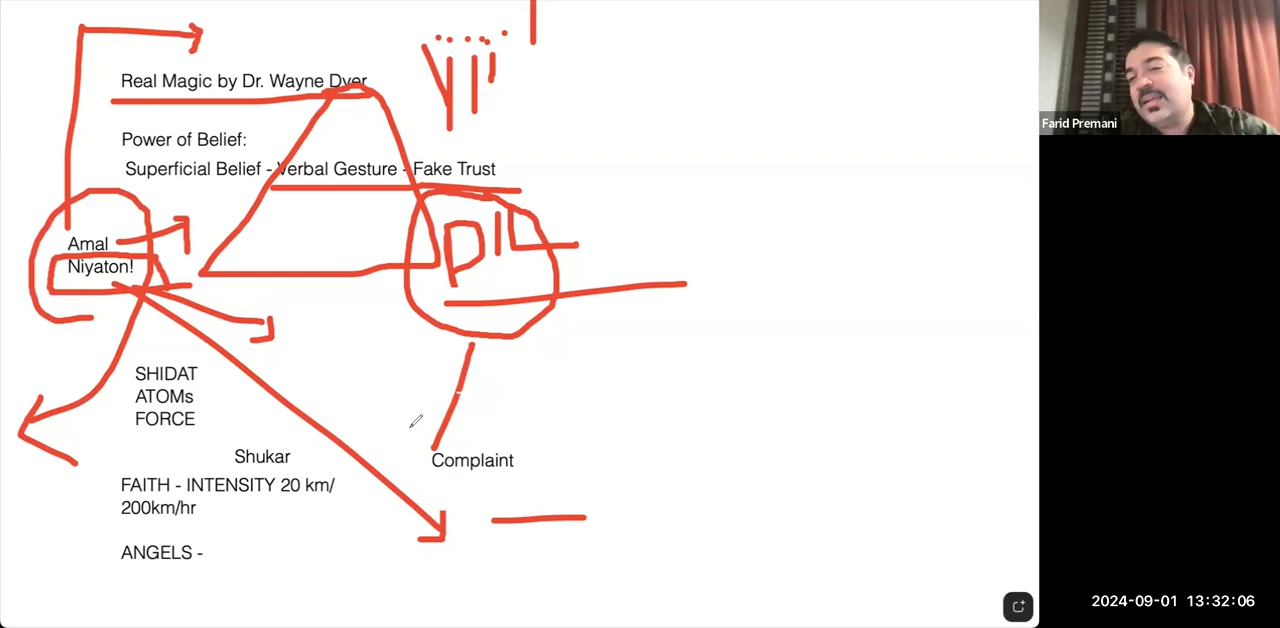 Real Magic by Dr. Wayne Dyer
Farid Premani
Power of Belief:
Superficial Belief - Verbal Gesture - Fake Trust
Amal
Niyaton!
SHIDAT
ATOMs
FORCE
Shukar
Complaint
FAITH - INTENSITY 20 km/
200km/hr
ANGELS -
2024-09-01 13:32:06